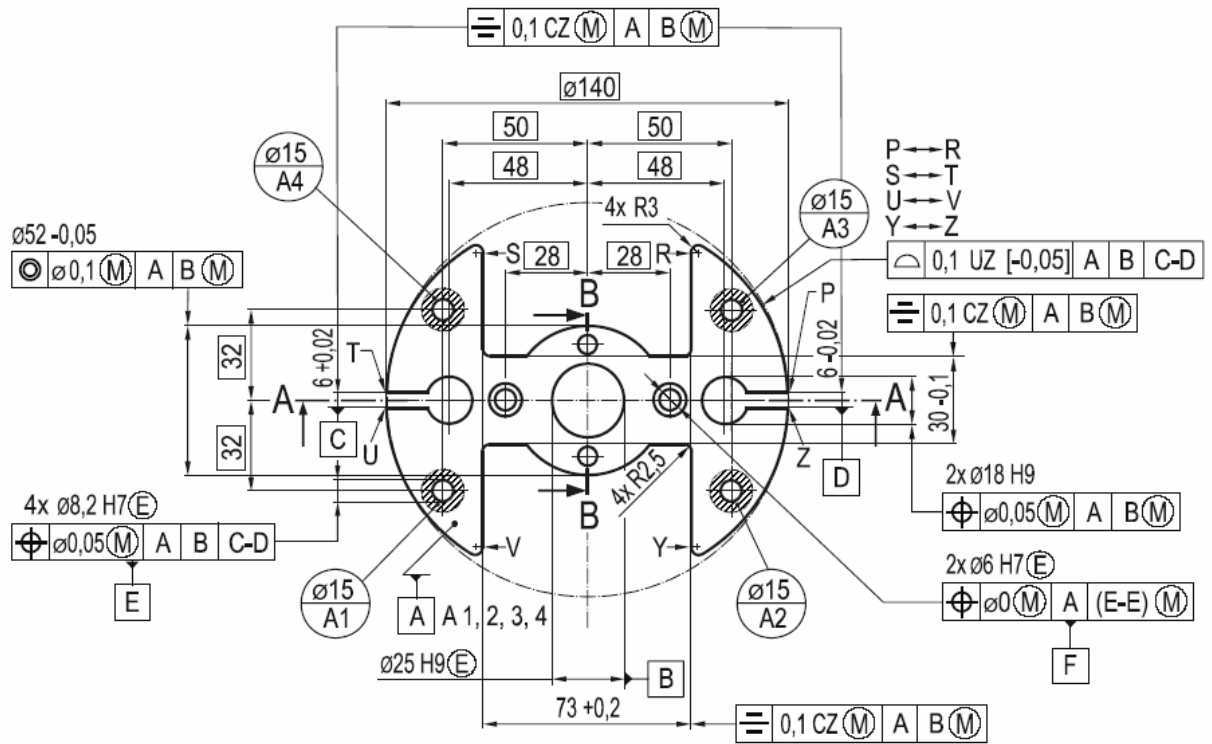 ⌯ 0,1 CZ Ⓜ A B Ⓜ
ø140
50 50
48 48
ø15
A4
ø15
A3
P↔R
S↔T
U↔V
Y↔Z
⌓ 0,1 UZ [-0,05] A B C-D
4x R3
ø52 -0,05
◎ ø0,1 Ⓜ A B Ⓜ
S 28 28 R
B
P
⌯ 0,1 CZ Ⓜ A B Ⓜ
32
6 +0,02
T
6 -0,02
30 -0,1
A A
C
U
Z
D
32
4x R2,5
B
2x ø18 H9
⌖ ø0,05 Ⓜ A B Ⓜ
4x ø8,2 H7 Ⓔ
⌖ ø0,05 Ⓜ A B C-D
E
V Y
2x ø6 H7 Ⓔ
⌖ ø0 Ⓜ A (E-E) Ⓜ
F
ø15
A1
A A 1, 2, 3, 4
ø15
A2
ø25 H9 Ⓔ
B
73 +0,2
⌯ 0,1 CZ Ⓜ A B Ⓜ